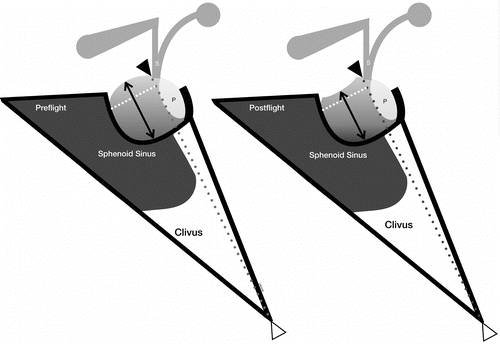 S
Preflight
P
Sphenoid Sinus
Clivus
S
Postflight
P
Sphenoid Sinus
Clivus